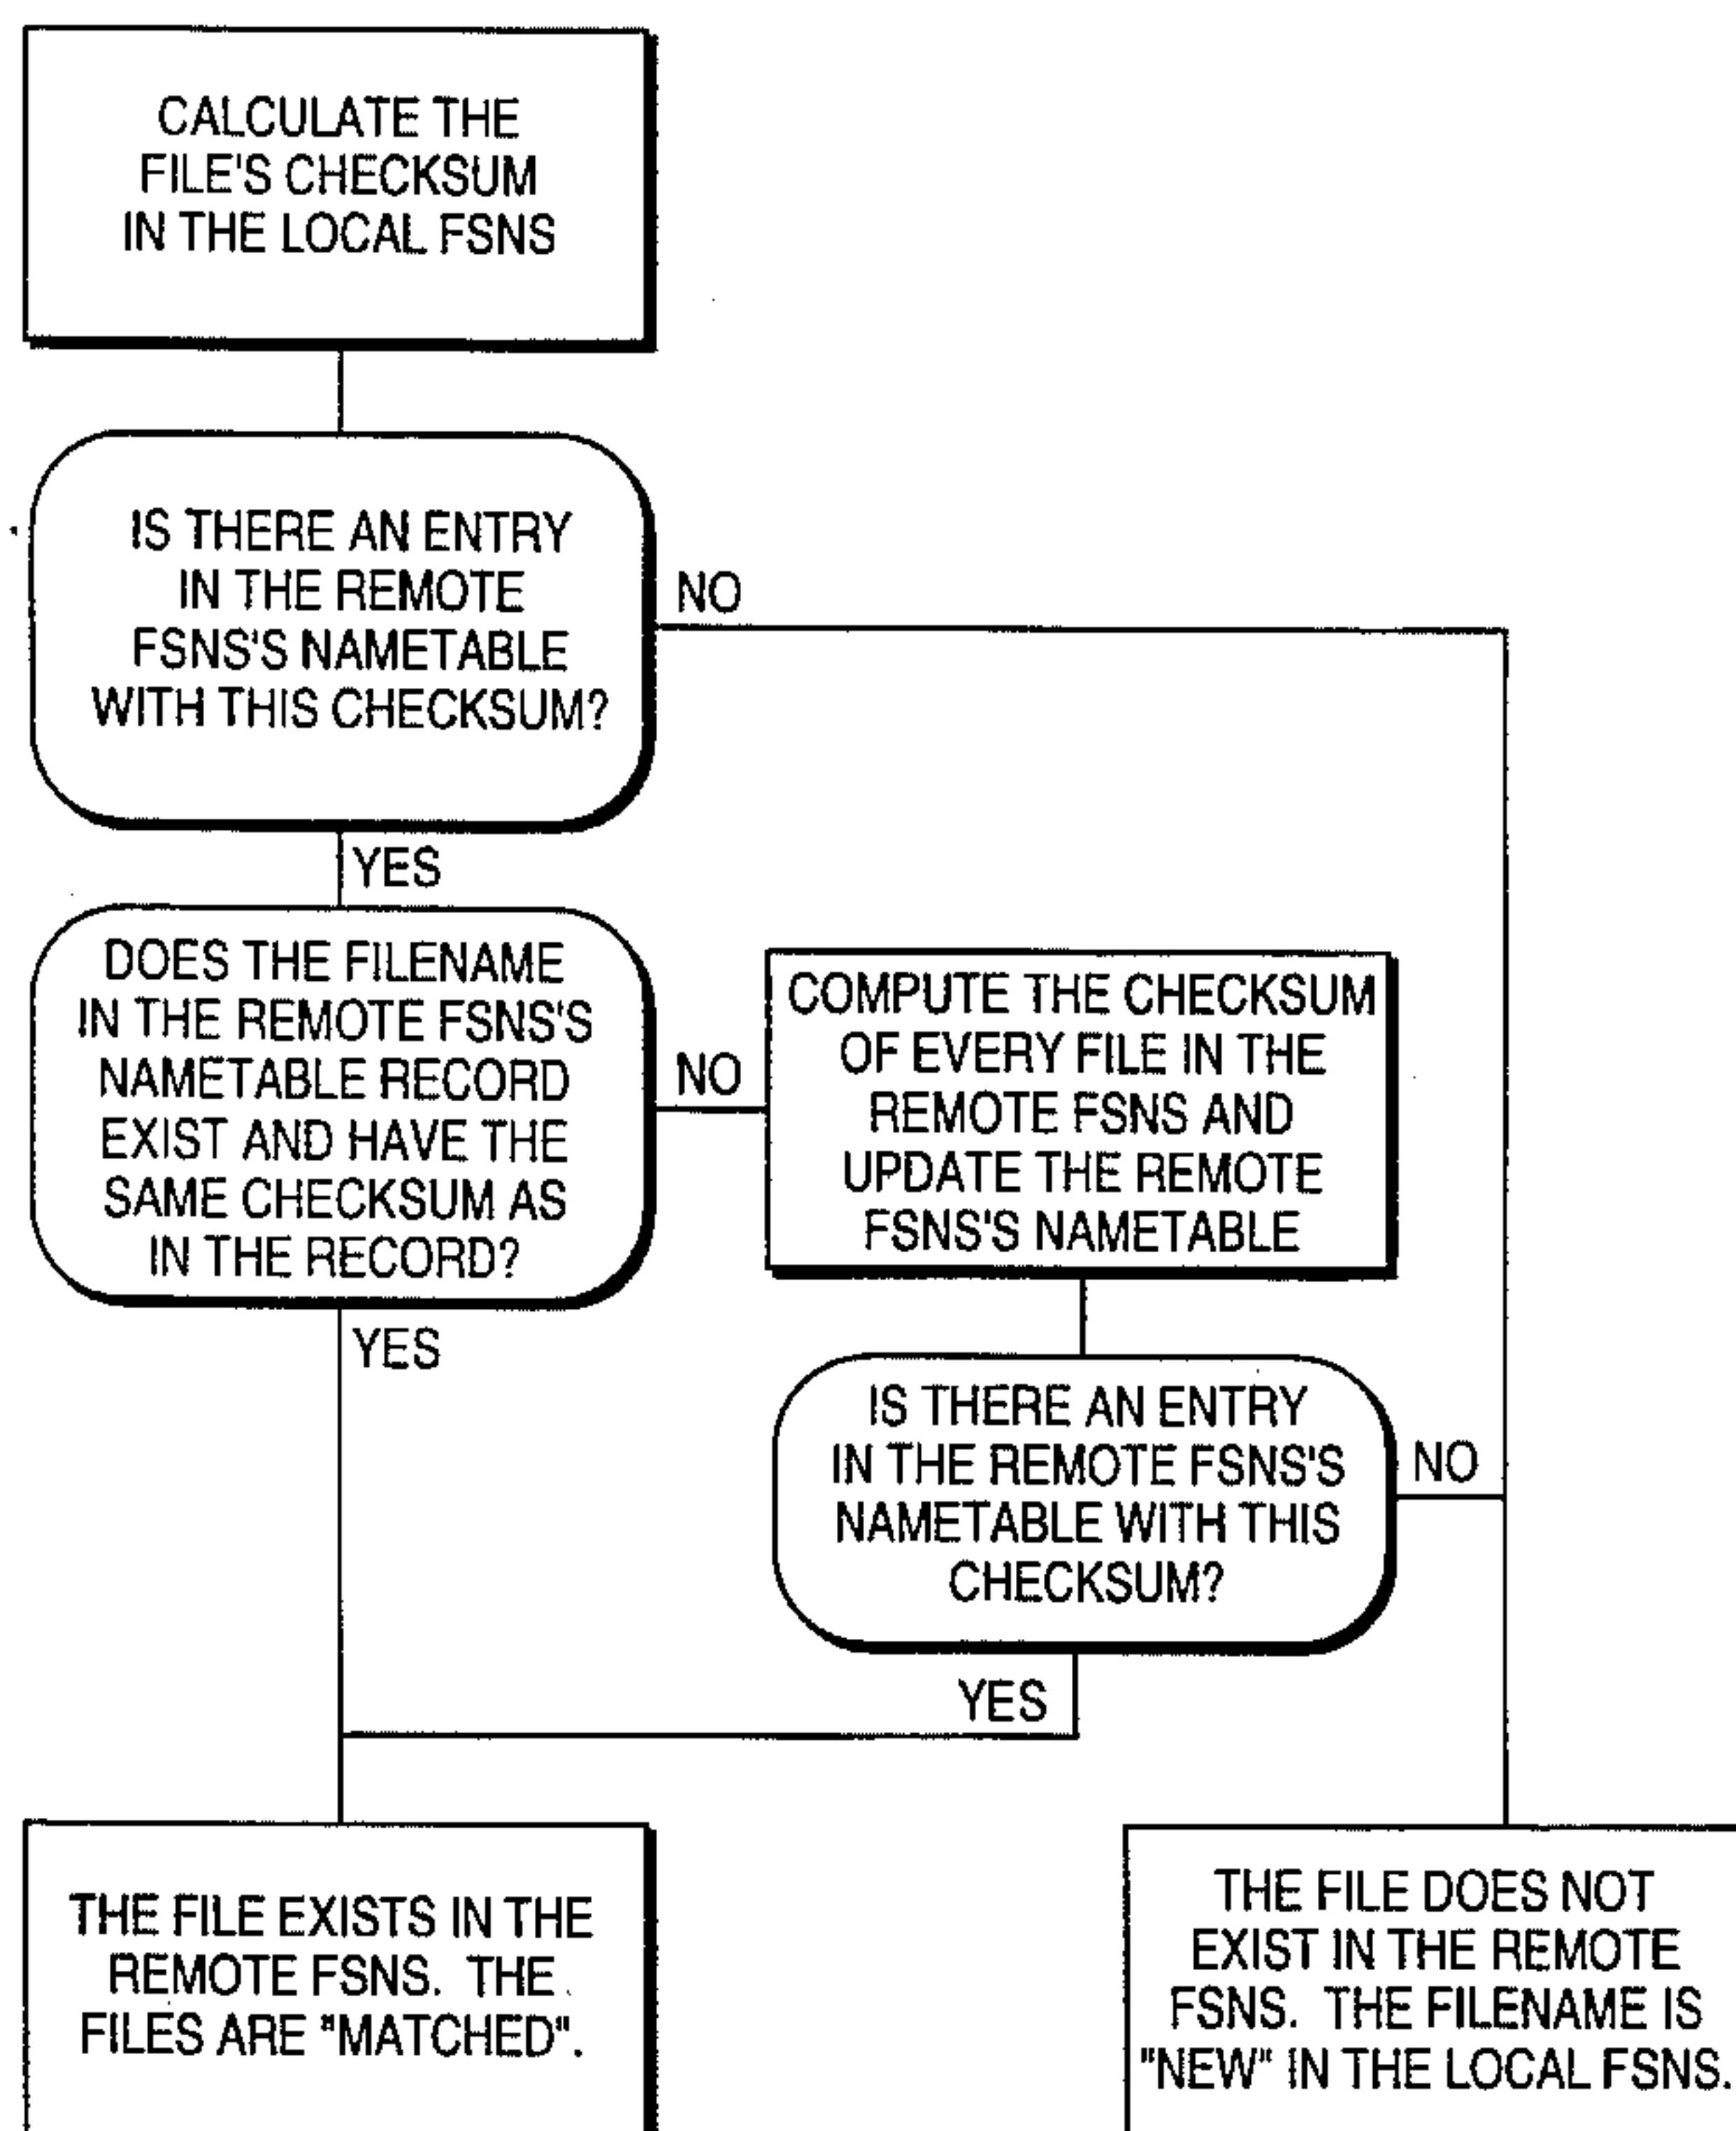 CALCULATE THE
FILE'S CHECKSUM
IN THE LOCAL FSNS
IS THERE AN ENTRY
IN THE REMOTE
FSNS'S NAMETABLE
WITH THIS CHECKSUM?
NO
YES
DOES THE FILENAME
IN THE REMOTE FSNS'S
NAMETABLE RECORD
EXIST AND HAVE THE
SAME CHECKSUM AS
IN THE RECORD?
NO
YES
COMPUTE THE CHECKSUM
OF EVERY FILE IN THE
REMOTE FSNS AND
UPDATE THE REMOTE
FSNS'S NAMETABLE
IS THERE AN ENTRY
IN THE REMOTE FSNS'S
NAMETABLE WITH THIS
CHECKSUM?
NO
YES
THE FILE EXISTS IN THE
REMOTE FSNS. THE
FILES ARE "MATCHED".
THE FILE DOES NOT
EXIST IN THE REMOTE
FSNS. THE FILENAME IS
"NEW" IN THE LOCAL FSNS.